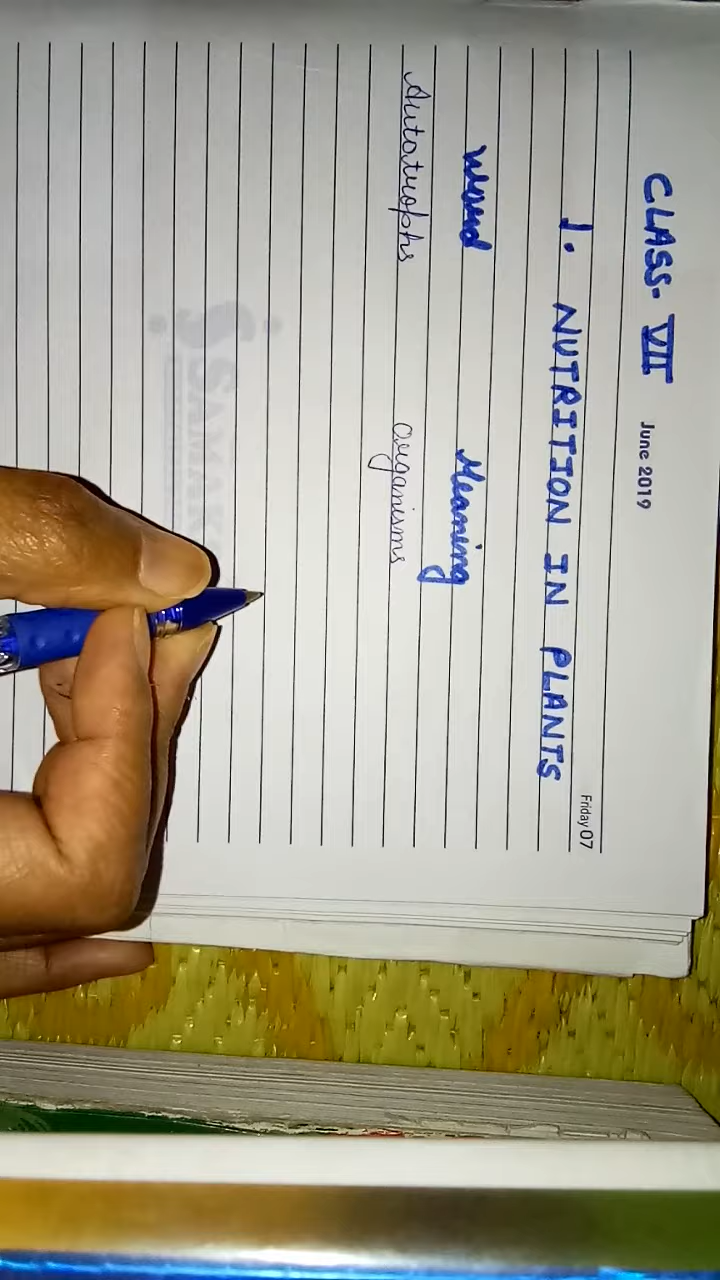 June 2019
Friday 07
CLASS- VII
1. NUTRITION IN PLANTS
Word Meaning
Autotrophs organisms